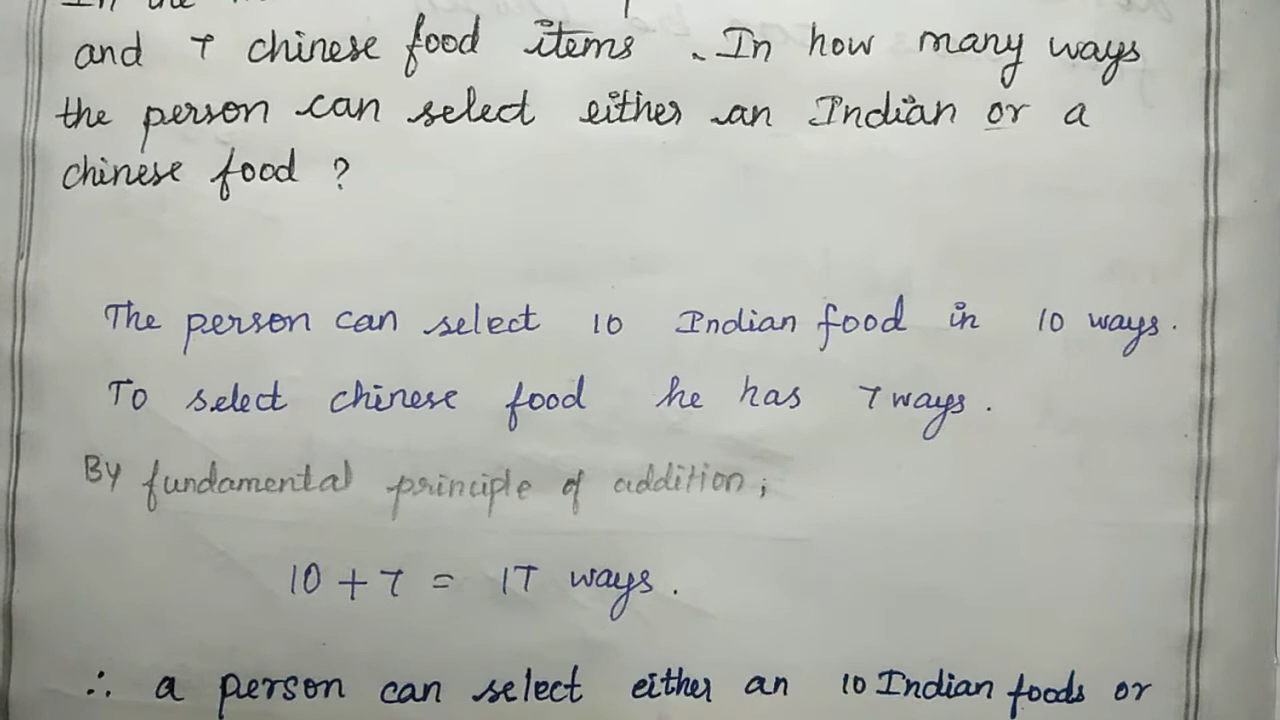 In the
and 7 chinese food items. In how many ways
the person can select either an Indian or a
chinese food ?
The person can select 10 Indian food in 10 ways.
To select chinese food he has 7 ways.
By fundamental principle of addition;
10 + 7 = 17 ways.
∴ a person can select either an 10 Indian foods or